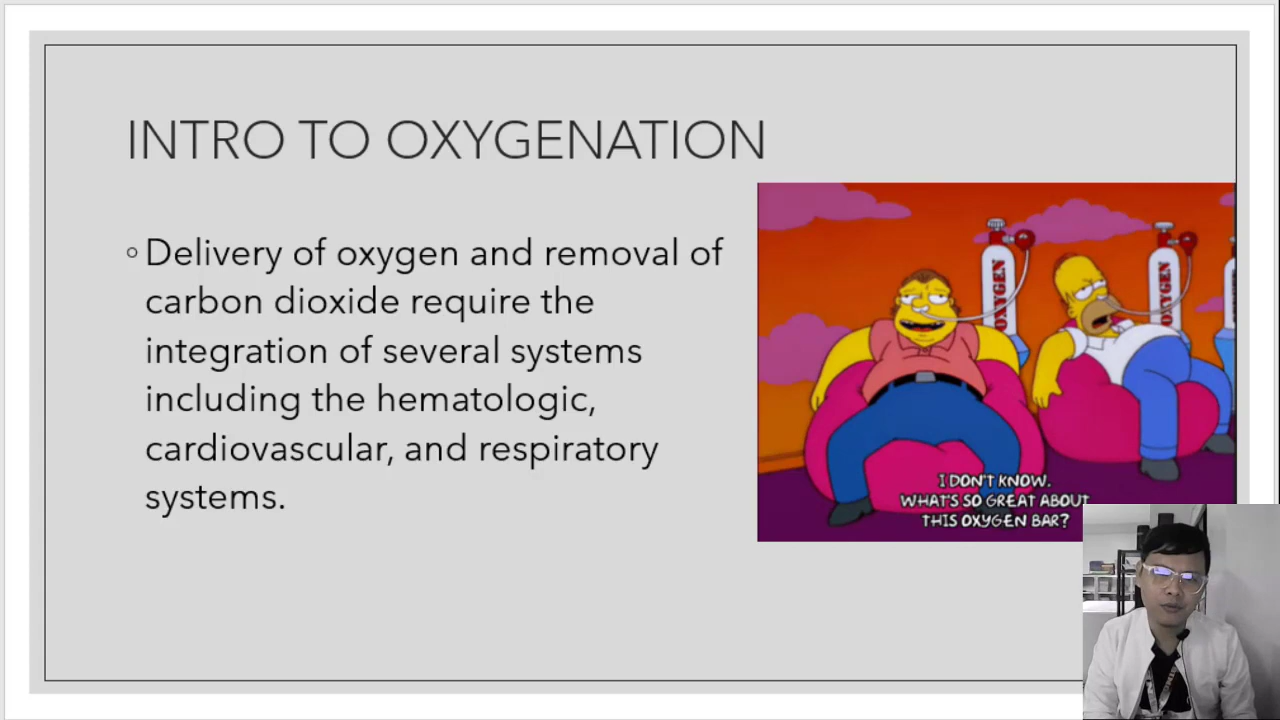 INTRO TO OXYGENATION
Delivery of oxygen and removal of
carbon dioxide require the
integration of several systems
including the hematologic,
cardiovascular, and respiratory
systems.
OXYGEN
OXYGEN
I DON'T KNOW.
WHAT'S SO GREAT ABOUT
THIS OXYGEN BAR?